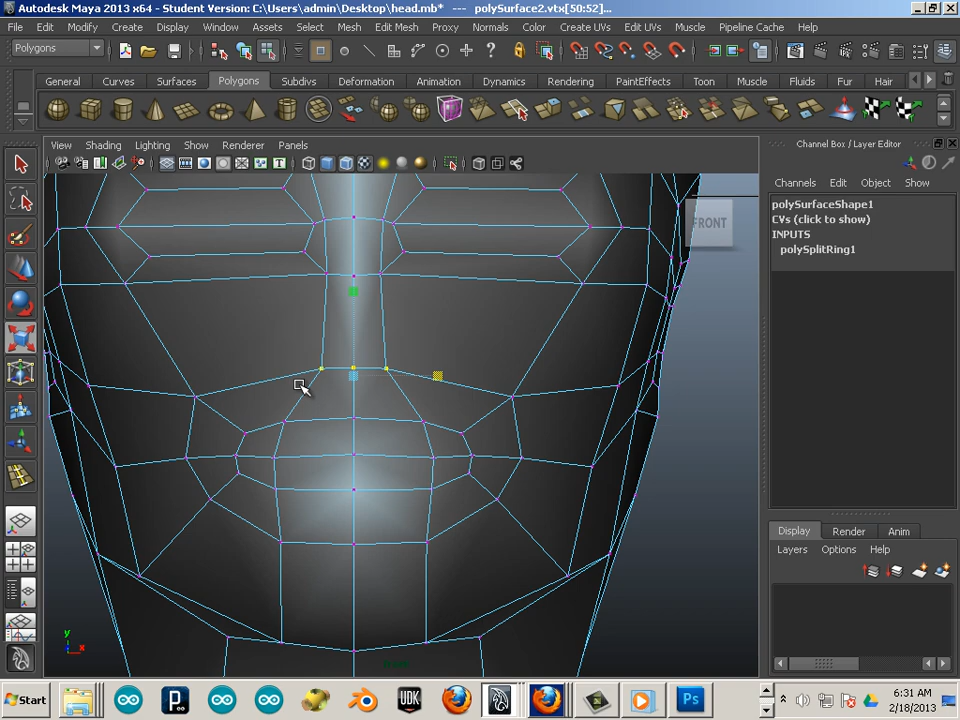 Autodesk Maya 2013 x64 - Student Version: C:\Users\admin\Desktop\head.mb* --- polySurface2.vtx[50:52]...
File Edit Modify Create Display Window Assets Select Mesh Edit Mesh Proxy Normals Color Create UVs Edit UVs Muscle Pipeline Cache Help
Polygons
General Curves Surfaces Polygons Subdivs Deformation Animation Dynamics Rendering PaintEffects Toon Muscle Fluids Fur Hair
View Shading Lighting Show Renderer Panels
Channel Box / Layer Editor
Channels Edit Object Show
polySurfaceShape1
CVs (click to show)
INPUTS
polySplitRing1
FRONT
Display Render Anim
Layers Options Help
y
x
Start
UDK
Ps
6:31 AM
2/18/2013